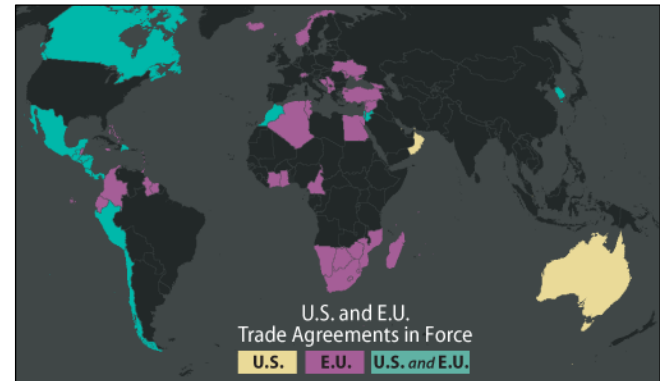 U.S. and E.U.
Trade Agreements in Force
U.S. E.U. U.S. and E.U.